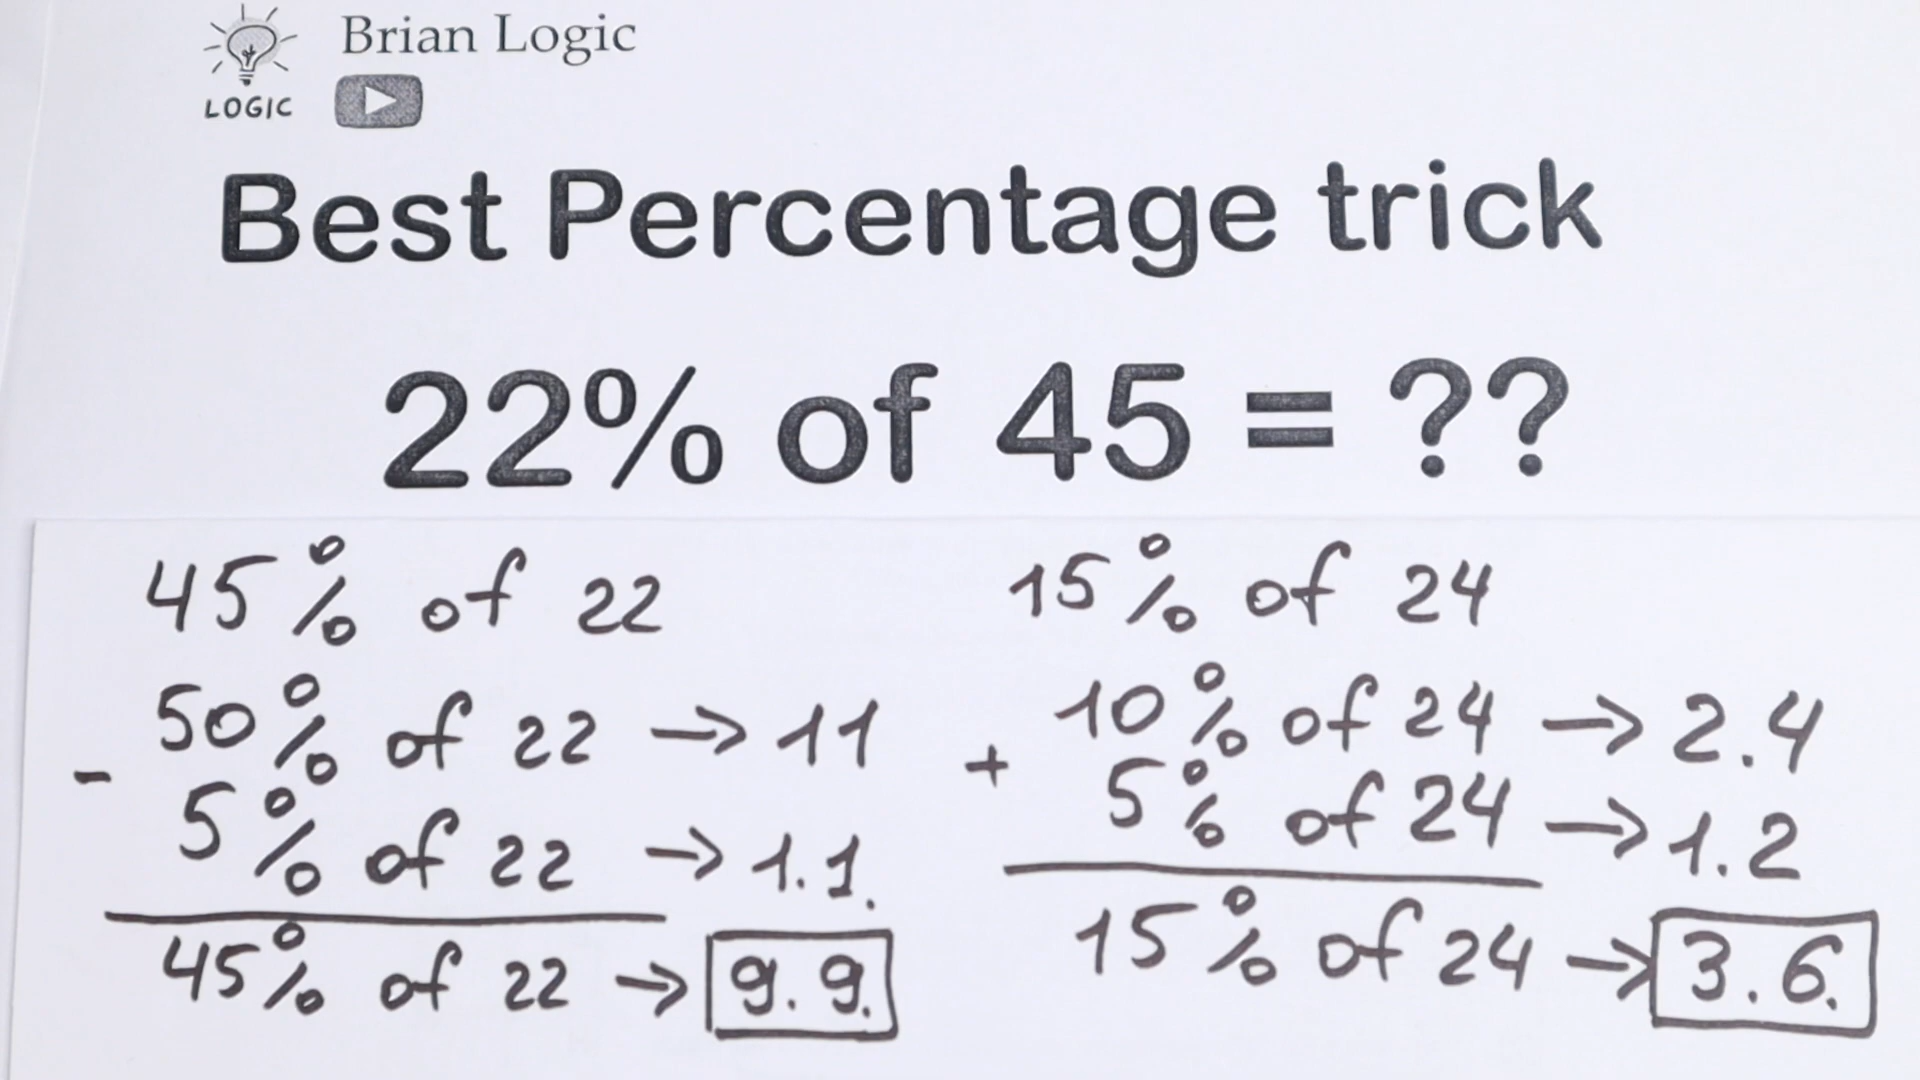 Brian Logic
LOGIC
Best Percentage trick
22% of 45 = ??
45% of 22
- 50% of 22 → 11
5% of 22 → 1.1.
45% of 22 → 9.9.
15% of 24
+ 10% of 24 → 2.4
5% of 24 → 1.2
15% of 24 → 3.6.